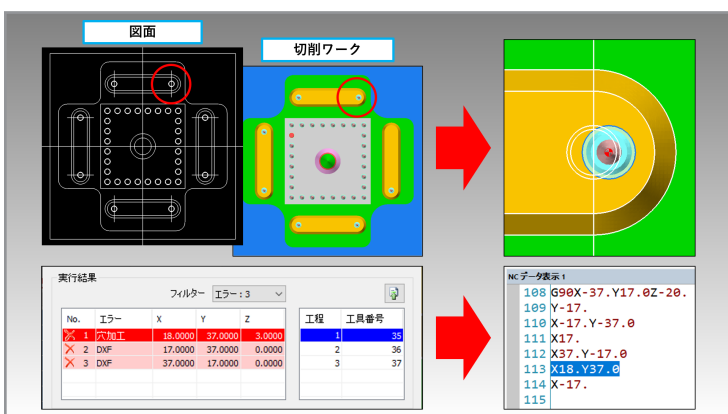 図面
切削ワーク
実行結果
フィルター エラー:3
No. エラー X Y Z
1 穴加工 18.0000 37.0000 3.0000
2 DXF 17.0000 37.0000 0.0000
3 DXF 37.0000 17.0000 0.0000
工程 工具番号
1 35
2 36
3 37
NCデータ表示1
108 G90X-37.Y17.0Z-20.
109 Y-17.
110 X-17.Y-37.0
111 X17.
112 X37.Y-17.0
113 X18.Y37.0
114 X-17.
115